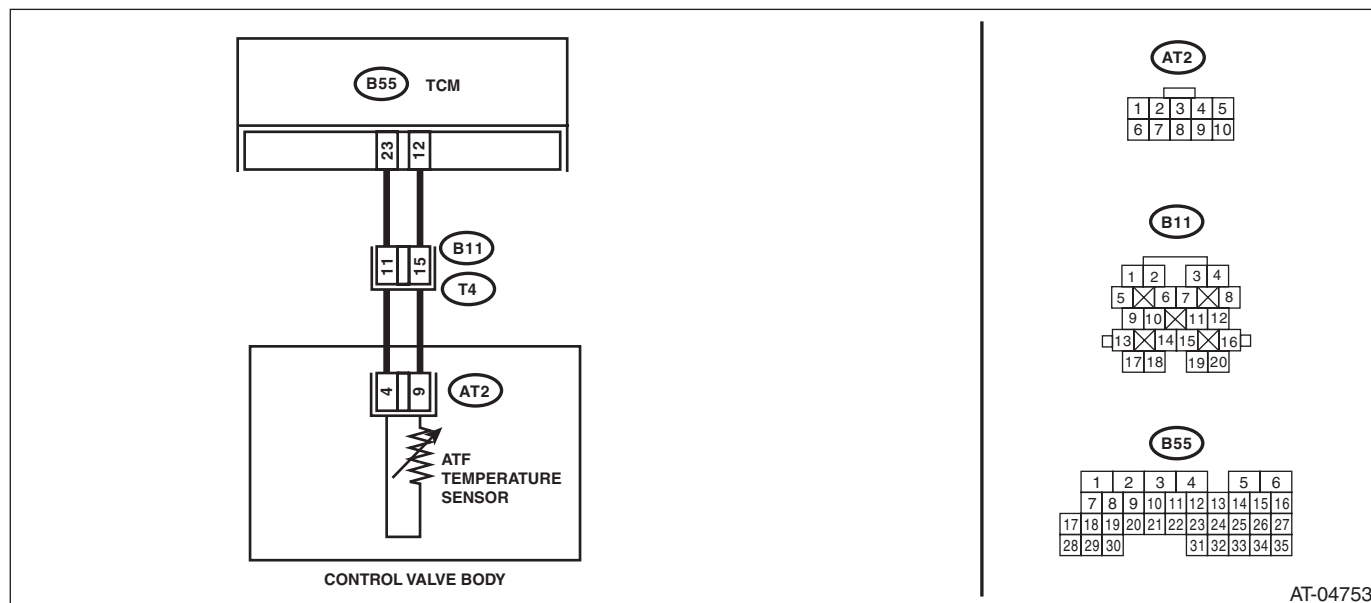 B55 TCM
23 12
11 15
B11
T4
4 9
AT2
ATF
TEMPERATURE
SENSOR
CONTROL VALVE BODY
AT2
1 2 3 4 5
6 7 8 9 10
B11
1 2 3 4
5 6 7 8
9 10 11 12
13 14 15 16
17 18 19 20
B55
1 2 3 4 5 6
7 8 9 10 11 12 13 14 15 16
17 18 19 20 21 22 23 24 25 26 27
28 29 30 31 32 33 34 35
AT-04753